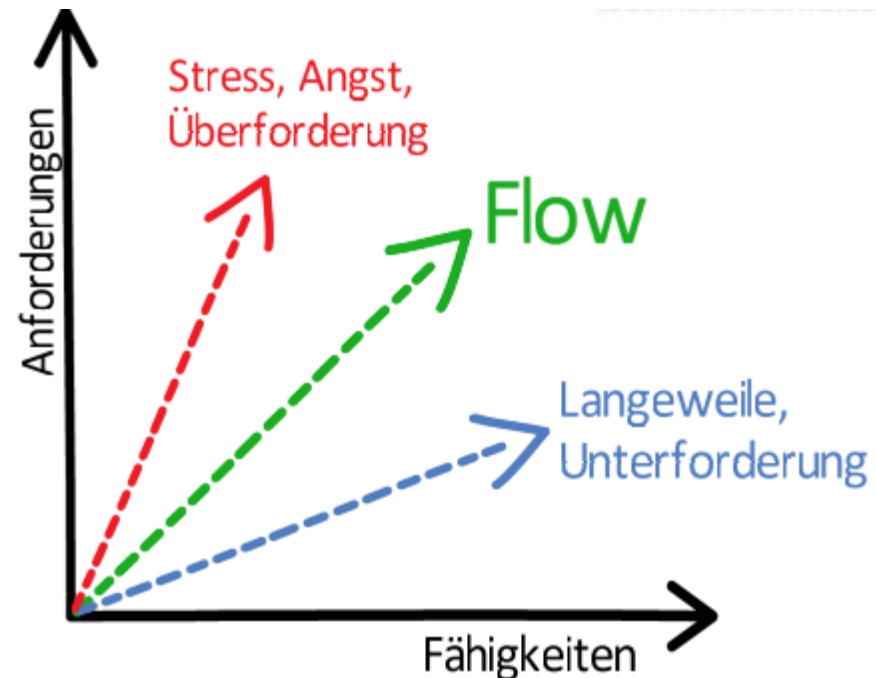 Stress, Angst,
Überforderung
Flow
Langeweile,
Unterforderung
Anforderungen
Fähigkeiten